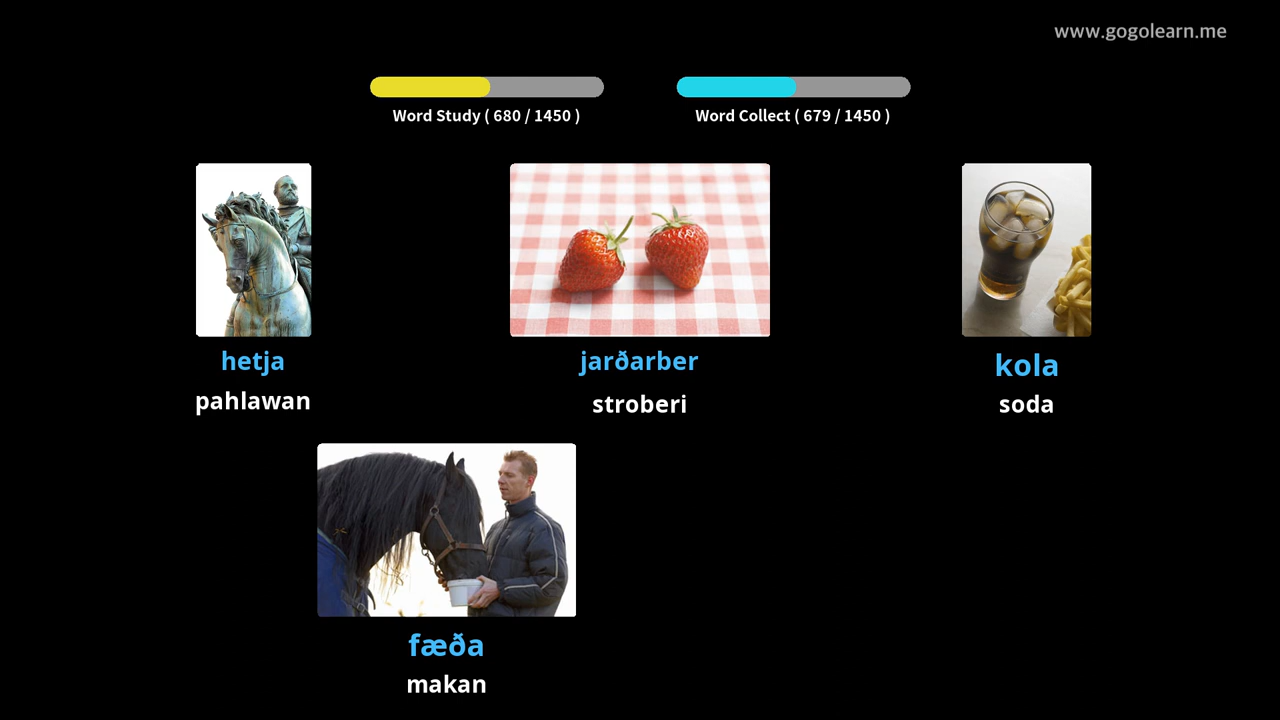 www.gogolearn.me
Word Study ( 680 / 1450 )
Word Collect ( 679 / 1450 )
hetja
pahlawan
jarðarber
stroberi
kola
soda
fæða
makan